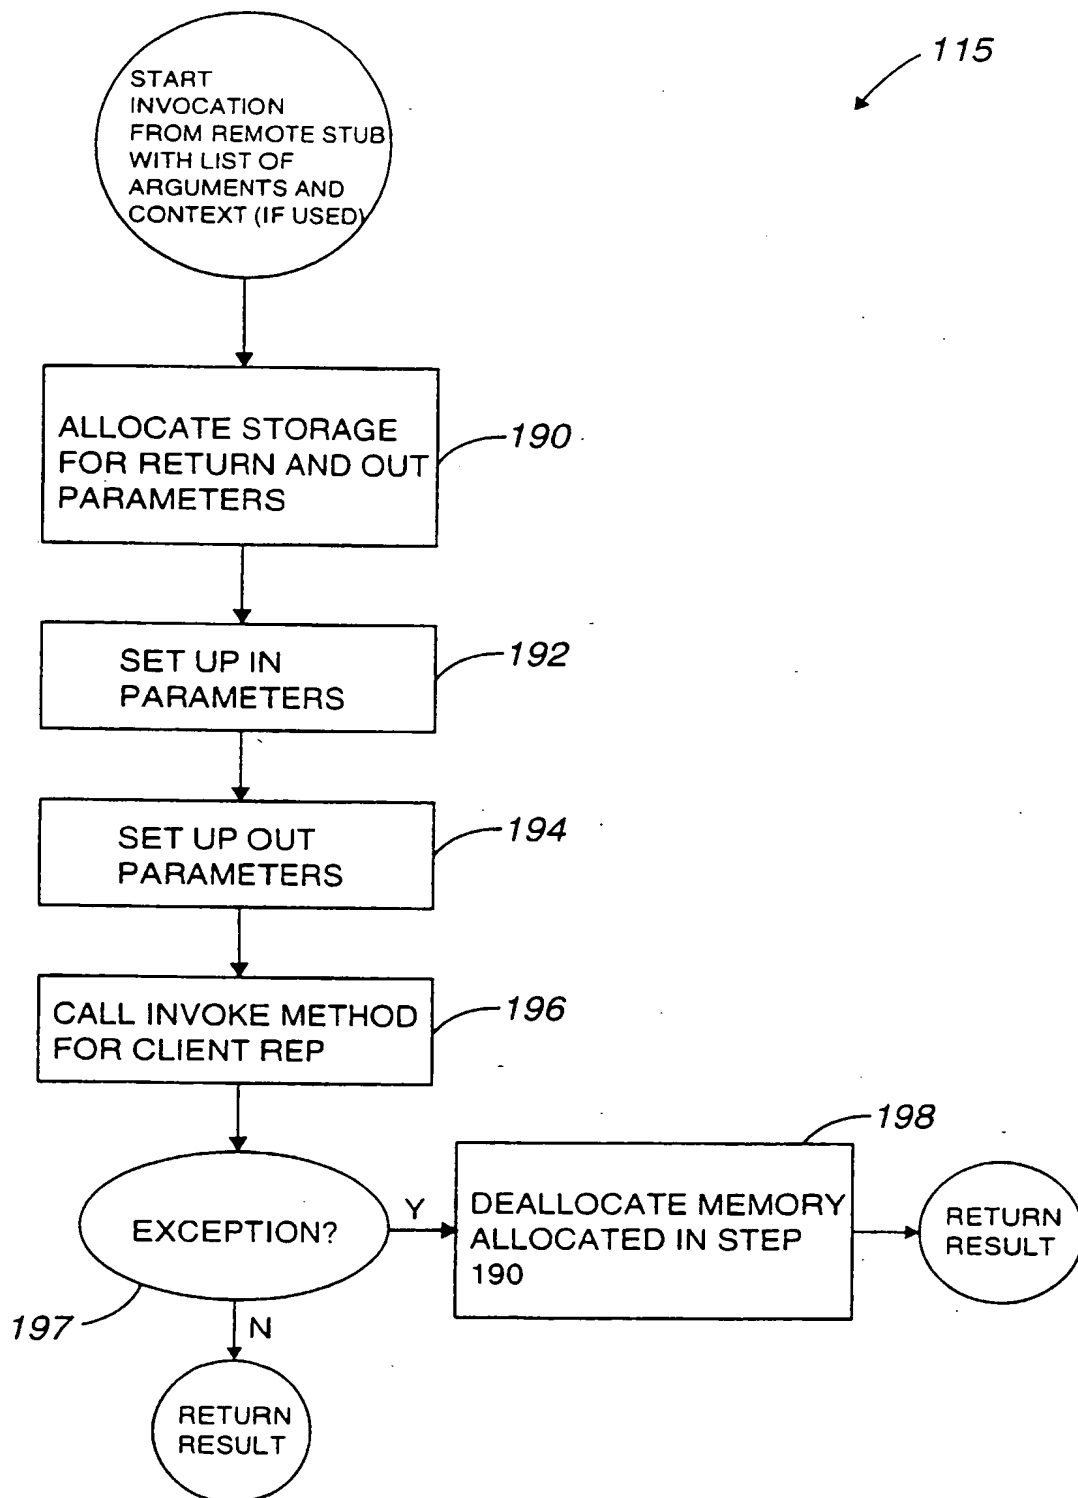 115
START
INVOCATION
FROM REMOTE STUB
WITH LIST OF
ARGUMENTS AND
CONTEXT (IF USED)
ALLOCATE STORAGE
FOR RETURN AND OUT
PARAMETERS
190
SET UP IN
PARAMETERS
192
SET UP OUT
PARAMETERS
194
CALL INVOKE METHOD
FOR CLIENT REP
196
EXCEPTION?
197
Y
DEALLOCATE MEMORY
ALLOCATED IN STEP
190
198
RETURN
RESULT
N
RETURN
RESULT